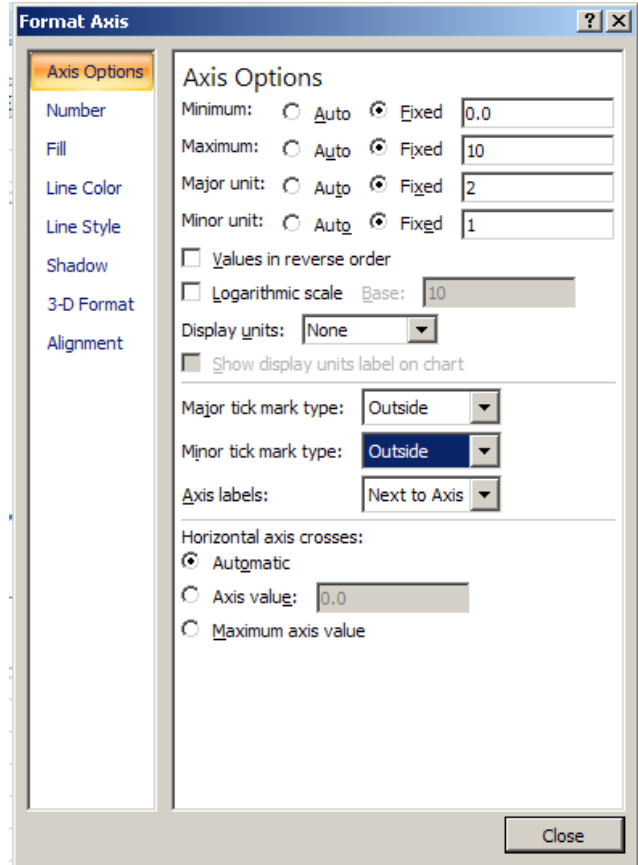 Format Axis
Axis Options
Number
Fill
Line Color
Line Style
Shadow
3-D Format
Alignment
Axis Options
Minimum: Auto Fixed 0.0
Maximum: Auto Fixed 10
Major unit: Auto Fixed 2
Minor unit: Auto Fixed 1
Values in reverse order
Logarithmic scale Base: 10
Display units: None
Show display units label on chart
Major tick mark type: Outside
Minor tick mark type: Outside
Axis labels: Next to Axis
Horizontal axis crosses:
Automatic
Axis value: 0.0
Maximum axis value
Close